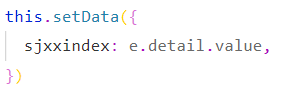 this.setData({
  sjxxindex: e.detail.value,
})